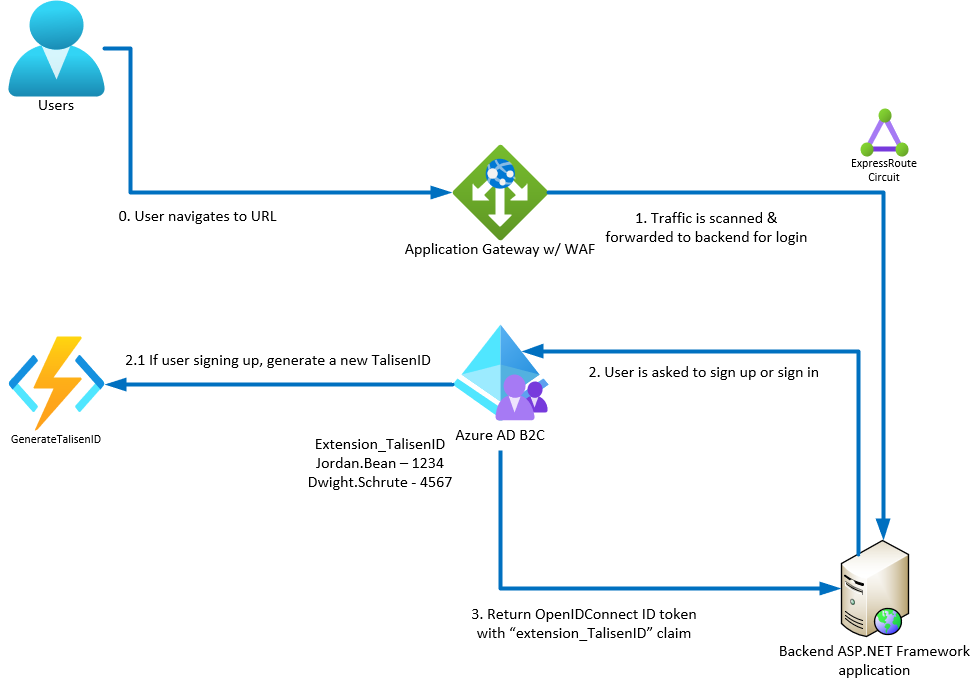 Users
ExpressRoute
Circuit
0. User navigates to URL
1. Traffic is scanned &
forwarded to backend for login
Application Gateway w/ WAF
2.1 If user signing up, generate a new TalisenID
2. User is asked to sign up or sign in
GenerateTalisenID
Azure AD B2C
Extension_TalisenID
Jordan.Bean – 1234
Dwight.Schrute - 4567
3. Return OpenIDConnect ID token
with “extension_TalisenID” claim
Backend ASP.NET Framework
application